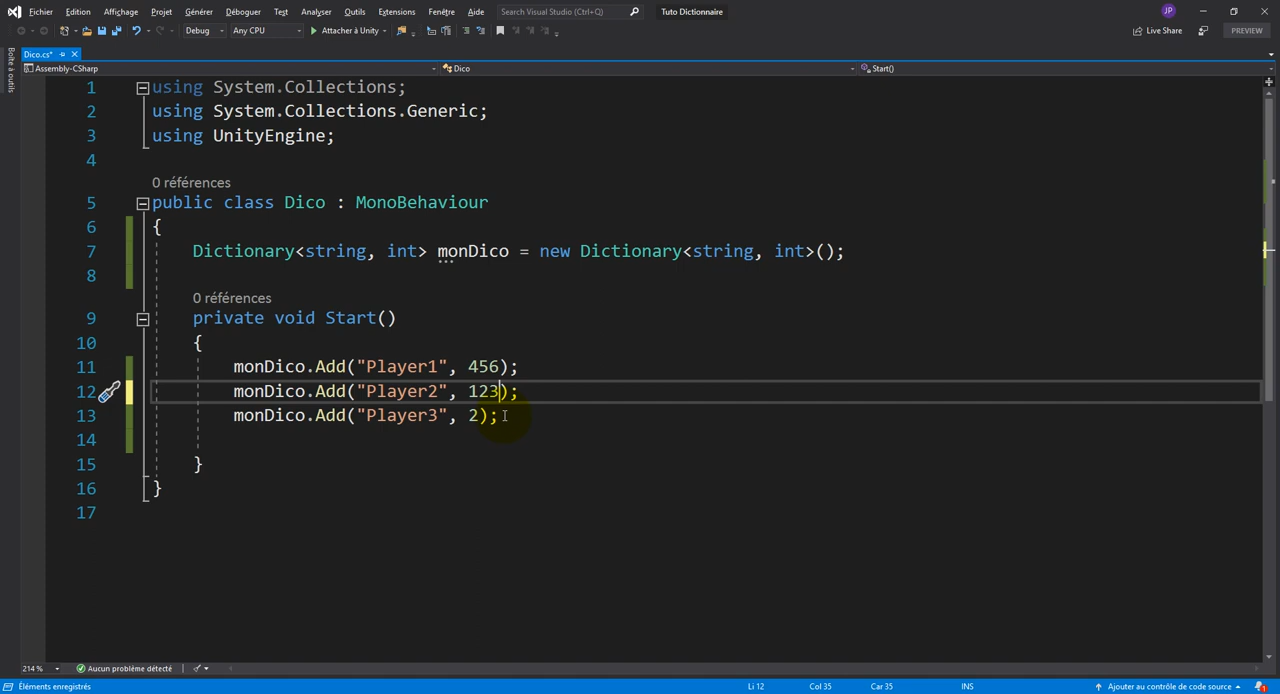 Fichier Edition Affichage Projet Générer Déboguer Test Analyser Outils Extensions Fenêtre Aide Search Visual Studio (Ctrl+Q) Tuto Dictionnaire JP
Debug Any CPU Attacher à Unity Live Share PREVIEW
Boîte à outils
Dico.cs*
Assembly-CSharp Dico Start()
1 using System.Collections;
2 using System.Collections.Generic;
3 using UnityEngine;
4
0 références
5 public class Dico : MonoBehaviour
6 {
7 Dictionary<string, int> monDico = new Dictionary<string, int>();
8
0 références
9 private void Start()
10 {
11 monDico.Add("Player1", 456);
12 monDico.Add("Player2", 123);
13 monDico.Add("Player3", 2);
14
15 }
16 }
17
214 % Aucun problème détecté
Éléments enregistrés Li 12 Col 35 Car 35 INS Ajouter au contrôle de code source 1